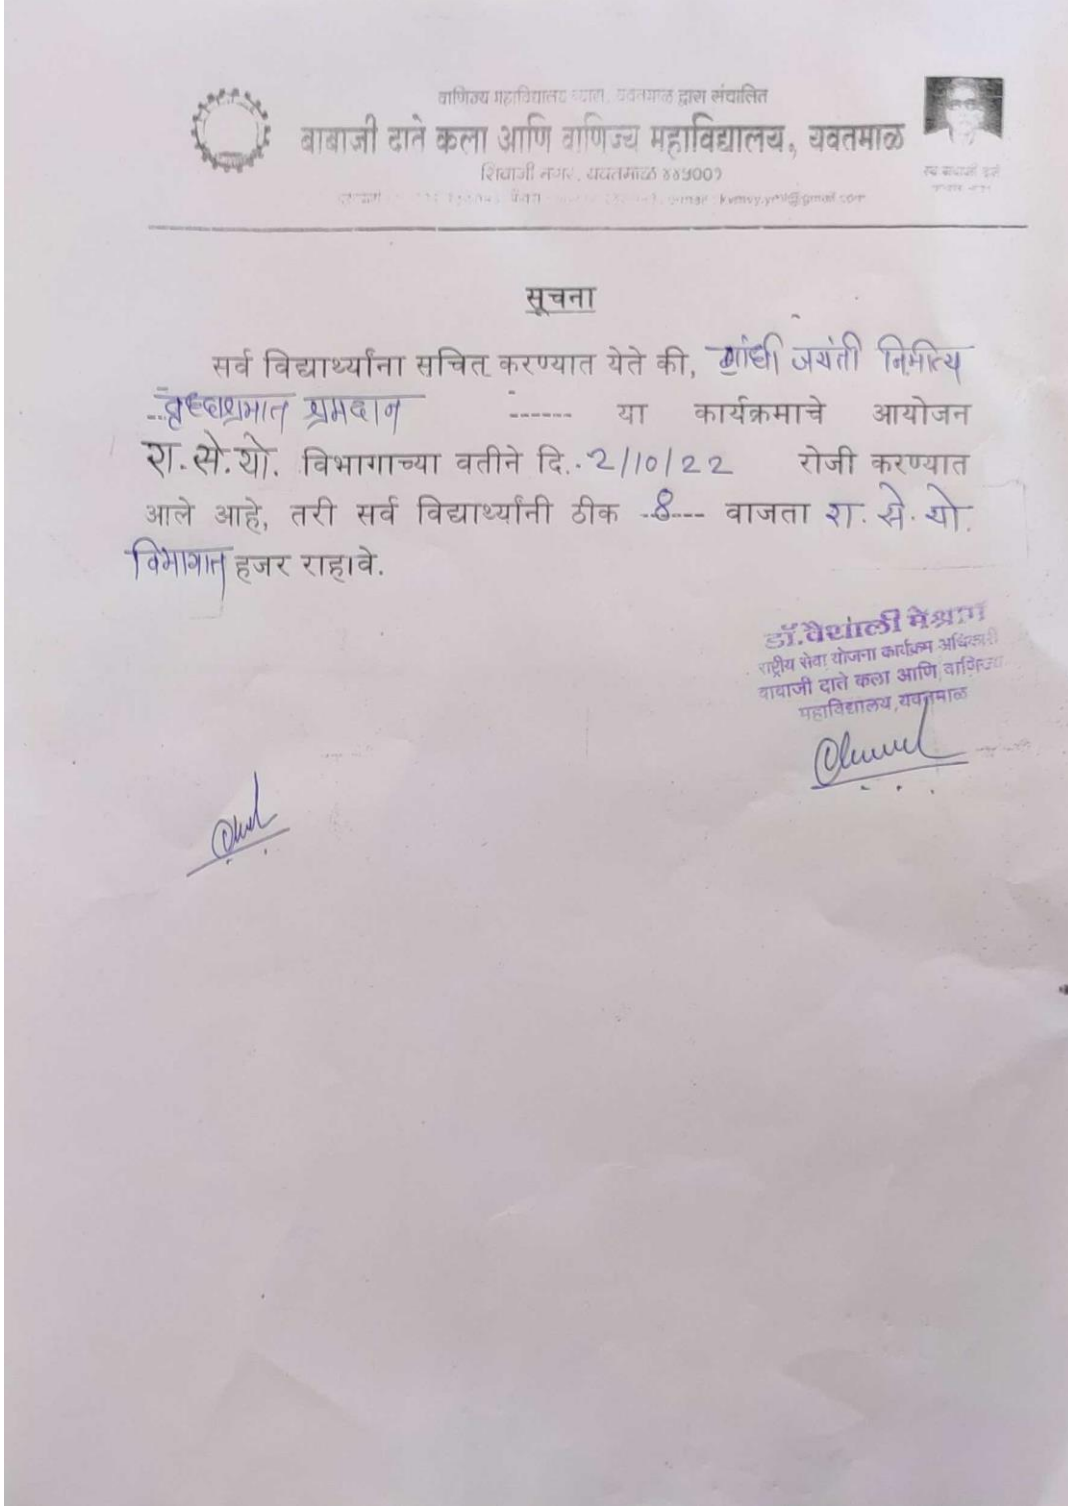 वाणिज्य महाविद्यालय यवतमाळ द्वारा संचालित
बाबाजी दाते कला आणि वाणिज्य महाविद्यालय, यवतमाळ
शिवाजी नगर, यवतमाळ ४४५००१
सूचना
सर्व विद्यार्थ्यांना सचित करण्यात येते की, गांधी जयंती निमित्य
वृध्दाश्रमात श्रमदान ------ या कार्यक्रमाचे आयोजन
रा.से.यो. विभागाच्या वतीने दि.. 2/10/22 रोजी करण्यात
आले आहे, तरी सर्व विद्यार्थ्यांनी ठीक --8--- वाजता रा. से. यो.
विभागात हजर राहावे.
डॉ.वैशाली मेश्राम
राष्ट्रीय सेवा योजना कार्यक्रम अधिकारी
बाबाजी दाते कला आणि वाणिज्य
महाविद्यालय,यवतमाळ